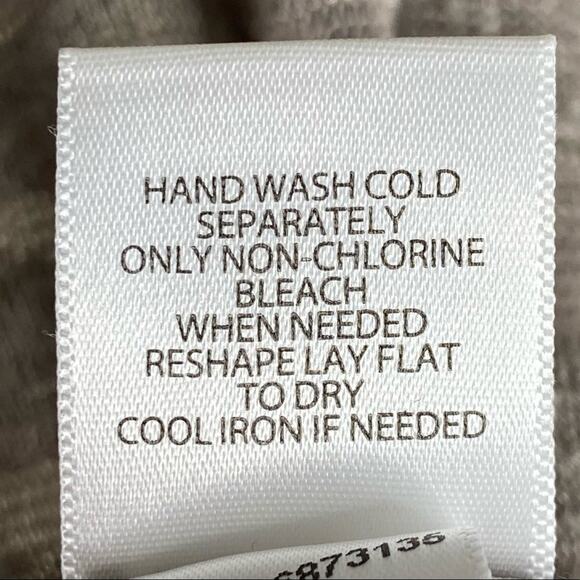 HAND WASH COLD
SEPARATELY
ONLY NON-CHLORINE
BLEACH
WHEN NEEDED
RESHAPE LAY FLAT
TO DRY
COOL IRON IF NEEDED